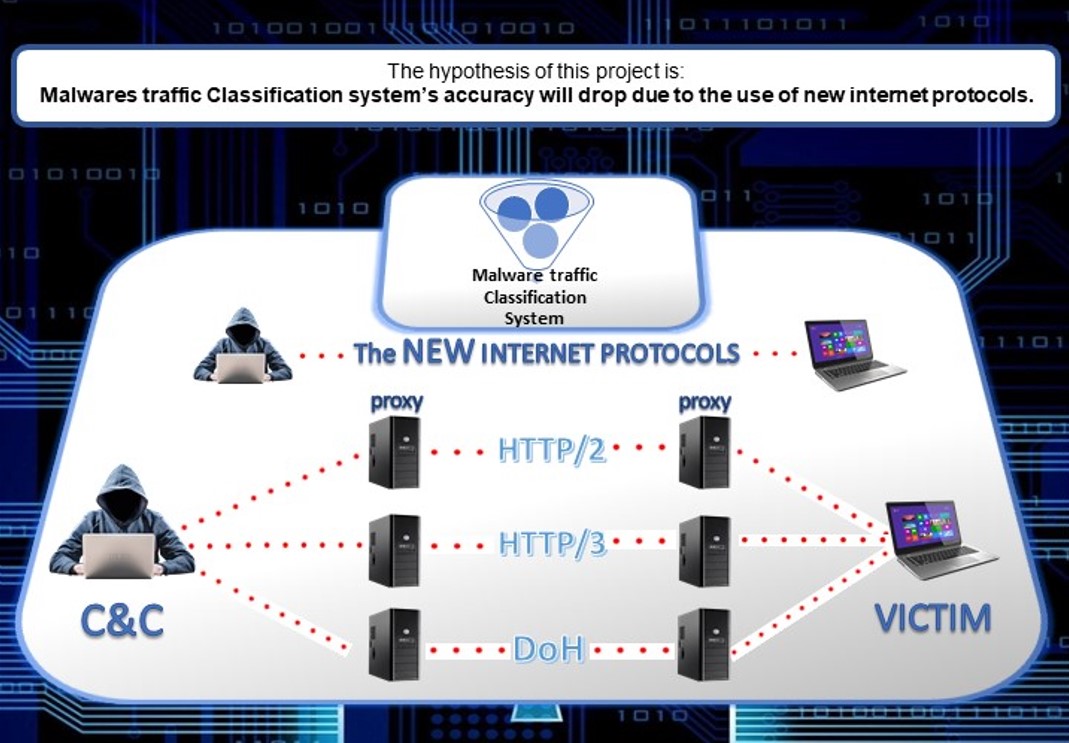 The hypothesis of this project is:
Malwares traffic Classification system's accuracy will drop due to the use of new internet protocols.
Malware traffic
Classification
System
The NEW INTERNET PROTOCOLS
proxy proxy
HTTP/2
HTTP/3
C&C VICTIM
DoH